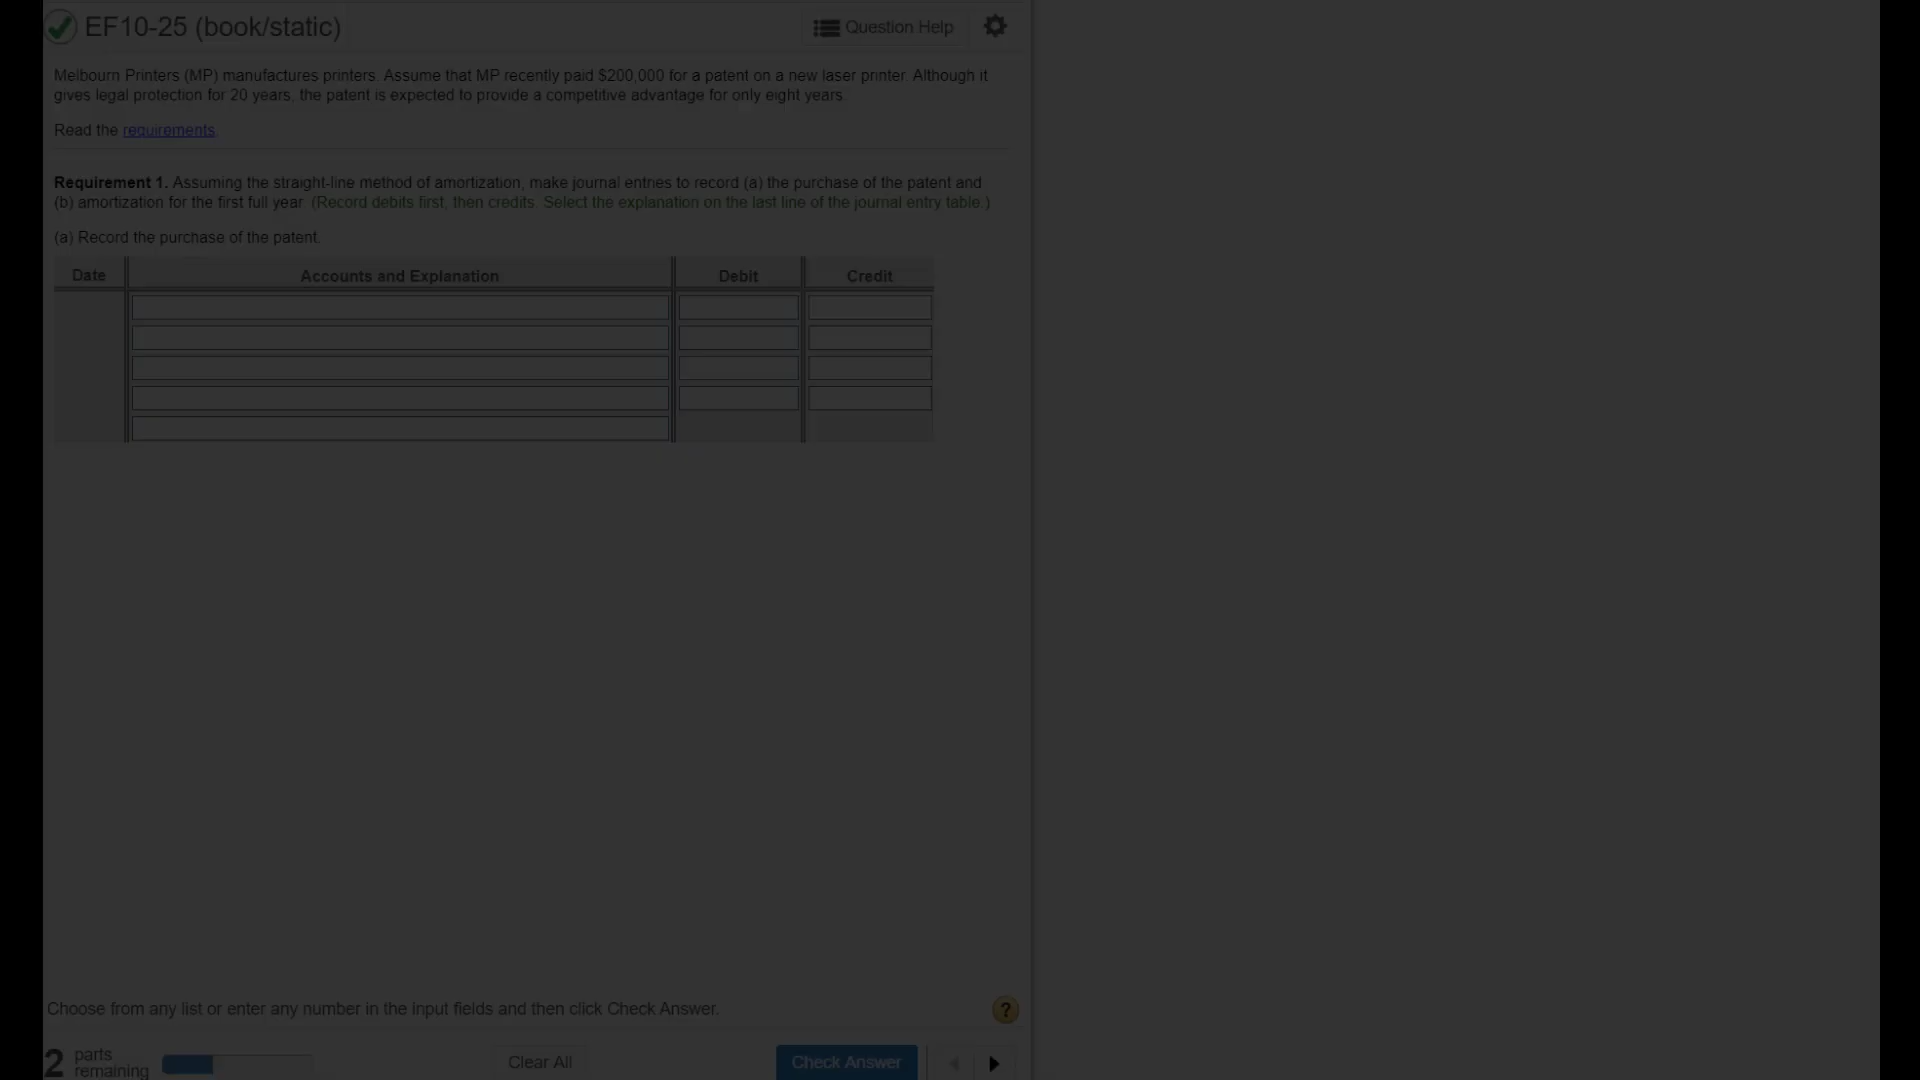 EF10-25 (book/static)
Question Help
Melbourn Printers (MP) manufactures printers. Assume that MP recently paid $200,000 for a patent on a new laser printer. Although it
gives legal protection for 20 years, the patent is expected to provide a competitive advantage for only eight years.
Read the requirements.
Requirement 1. Assuming the straight-line method of amortization, make journal entries to record (a) the purchase of the patent and
(b) amortization for the first full year. (Record debits first, then credits. Select the explanation on the last line of the journal entry table.)
(a) Record the purchase of the patent.
Date Accounts and Explanation Debit Credit
Choose from any list or enter any number in the input fields and then click Check Answer.
?
2 parts
remaining
Clear All
Check Answer